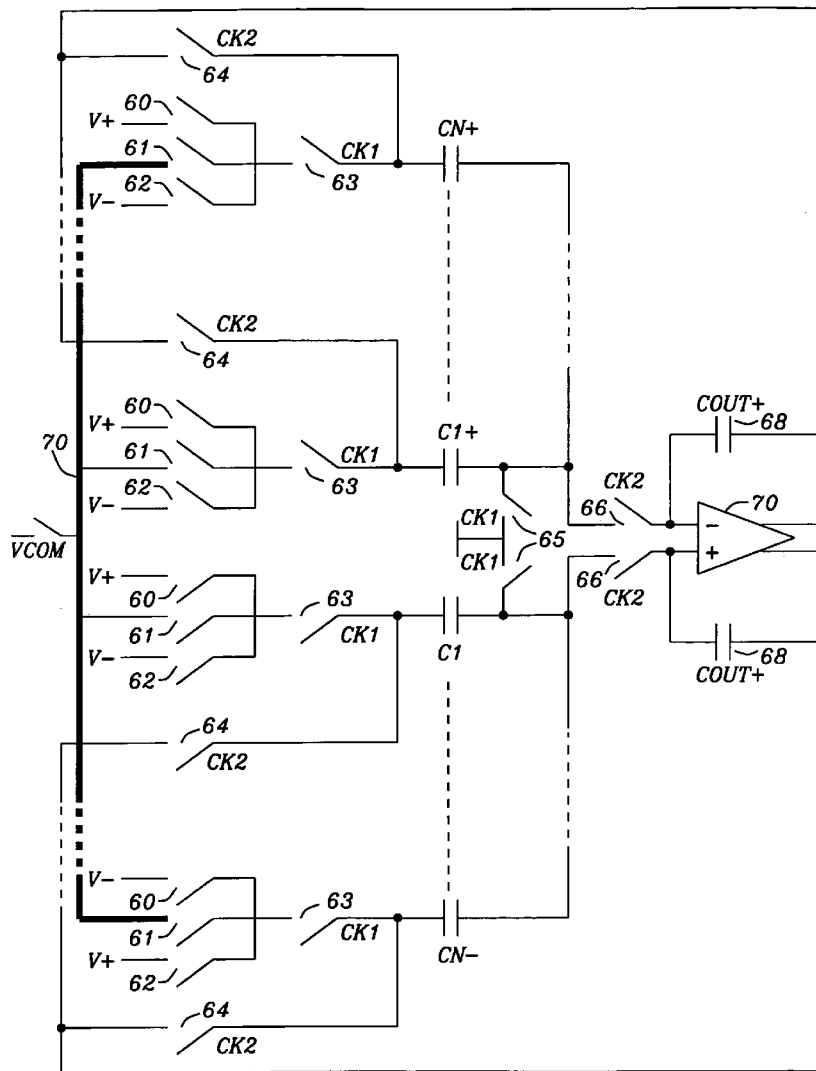 CK2
64
60
V+
61
CN+
CK1
62
63
V-
CK2
64
60
V+
70
61
C1+
CK1
62
63
V-
COUT+
68
CK2
70
66
CK1
65
VCOM
CK1
-
+
66
CK2
V+
60
63
61
CK1
C1
V-
62
68
COUT+
64
CK2
V-
60
63
61
CK1
V+
62
CN-
64
CK2